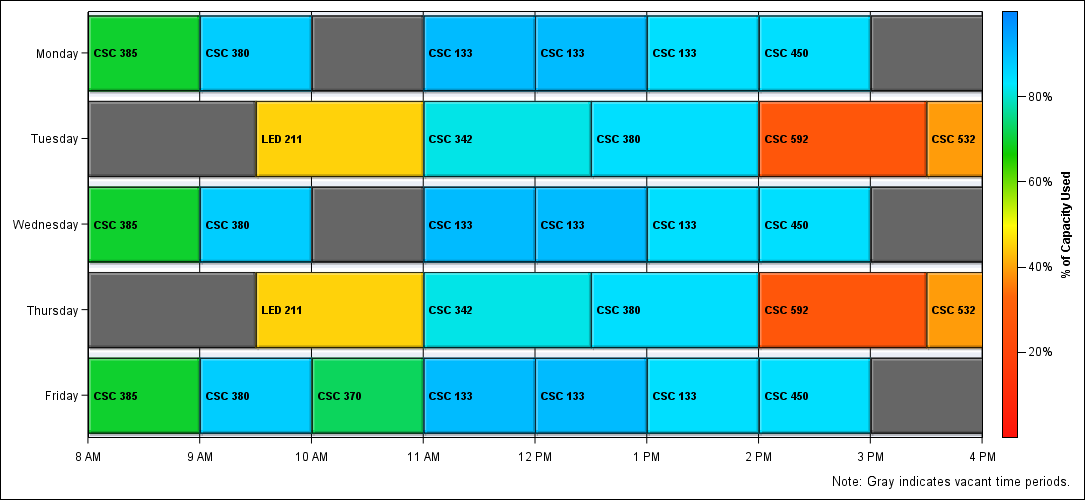 Monday CSC 385 CSC 380 CSC 133 CSC 133 CSC 133 CSC 450
80%
Tuesday LED 211 CSC 342 CSC 380 CSC 592 CSC 532
60%
Wednesday CSC 385 CSC 380 CSC 133 CSC 133 CSC 133 CSC 450
% of Capacity Used
40%
Thursday LED 211 CSC 342 CSC 380 CSC 592 CSC 532
20%
Friday CSC 385 CSC 380 CSC 370 CSC 133 CSC 133 CSC 133 CSC 450
8 AM 9 AM 10 AM 11 AM 12 PM 1 PM 2 PM 3 PM 4 PM
Note: Gray indicates vacant time periods.